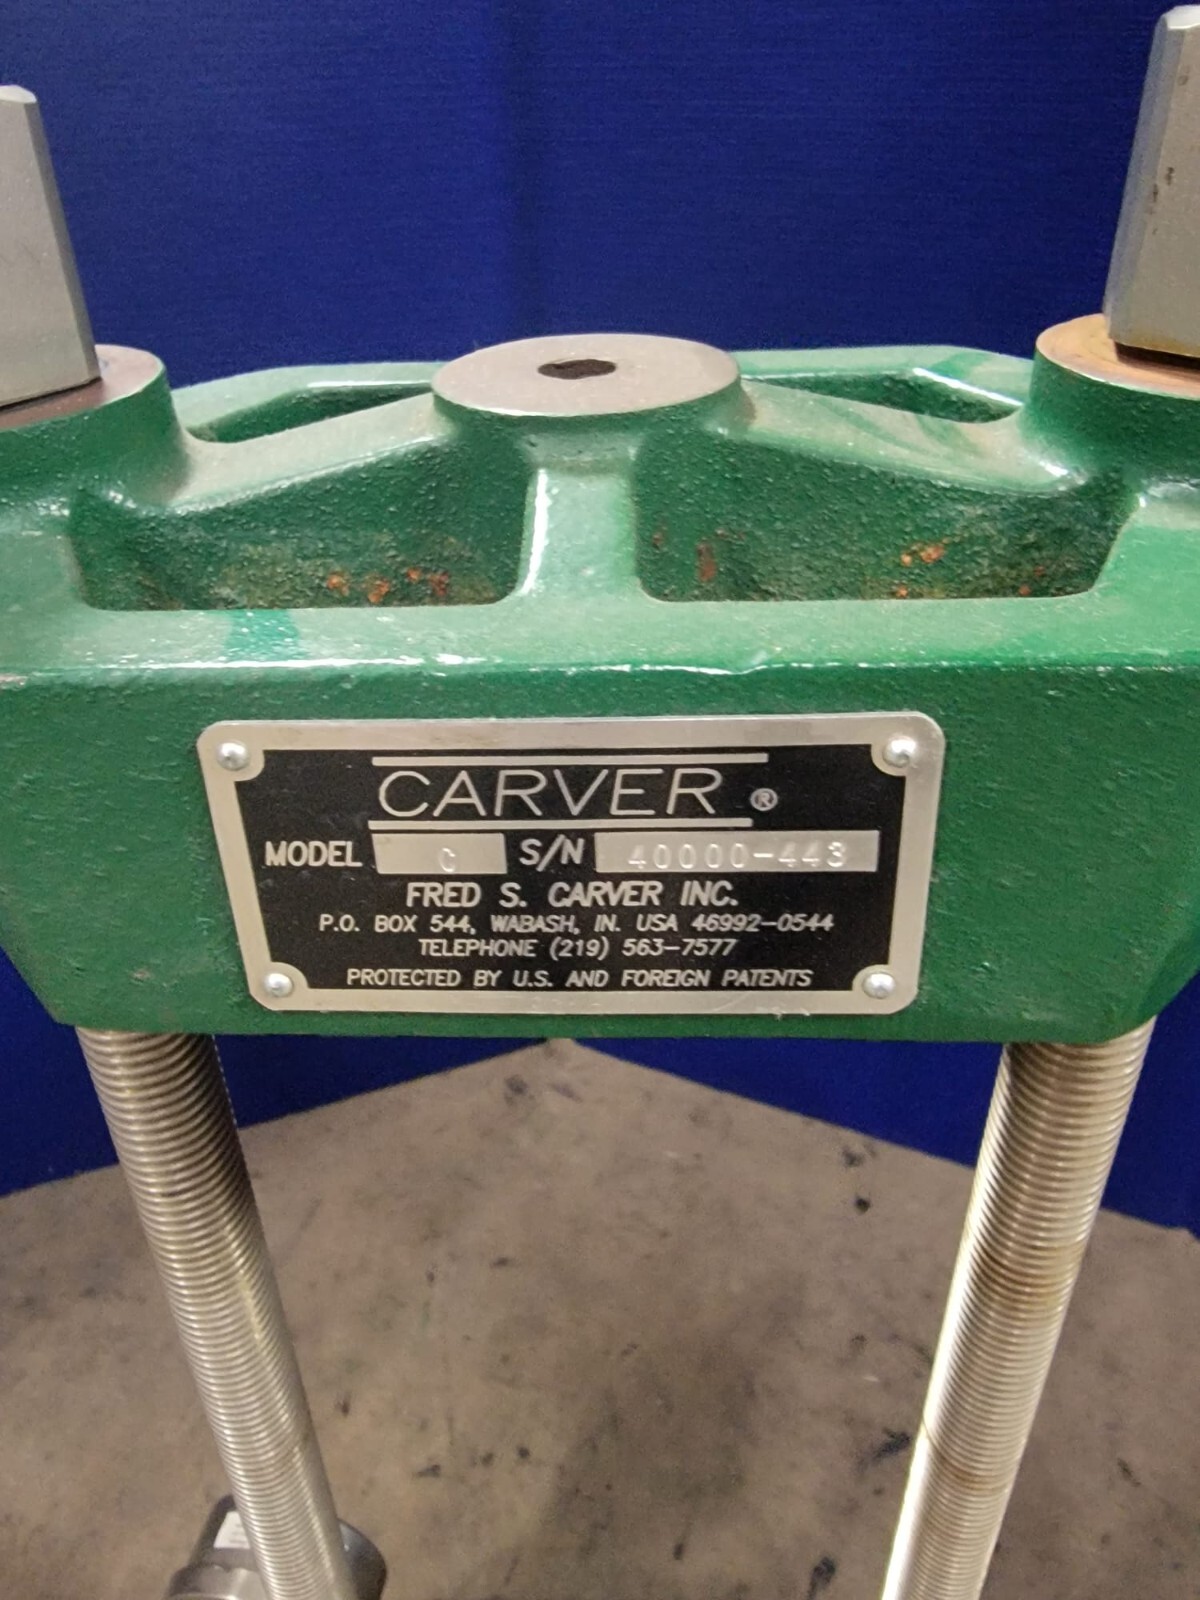 CARVER ®
MODEL C S/N 40000-443
FRED S. CARVER INC.
P.O. BOX 544, WABASH, IN. USA 46992-0544
TELEPHONE (219) 563-7577
PROTECTED BY U.S. AND FOREIGN PATENTS